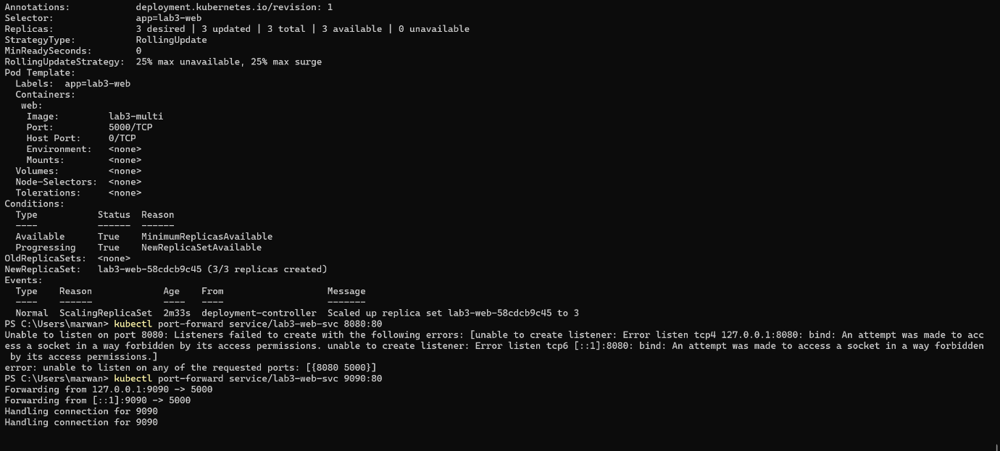 Annotations:            deployment.kubernetes.io/revision: 1
Selector:               app=lab3-web
Replicas:               3 desired | 3 updated | 3 total | 3 available | 0 unavailable
StrategyType:           RollingUpdate
MinReadySeconds:        0
RollingUpdateStrategy:  25% max unavailable, 25% max surge
Pod Template:
  Labels:  app=lab3-web
  Containers:
   web:
    Image:         lab3-multi
    Port:          5000/TCP
    Host Port:     0/TCP
    Environment:   <none>
    Mounts:        <none>
  Volumes:         <none>
  Node-Selectors:  <none>
  Tolerations:     <none>
Conditions:
  Type           Status  Reason
  ----           ------  ------
  Available      True    MinimumReplicasAvailable
  Progressing    True    NewReplicaSetAvailable
OldReplicaSets:  <none>
NewReplicaSet:   lab3-web-58cdcb9c45 (3/3 replicas created)
Events:
  Type    Reason             Age    From                   Message
  ----    ------             ----   ----                   -------
  Normal  ScalingReplicaSet  2m33s  deployment-controller  Scaled up replica set lab3-web-58cdcb9c45 to 3
PS C:\Users\marwan> kubectl port-forward service/lab3-web-svc 8080:80
Unable to listen on port 8080: Listeners failed to create with the following errors: [unable to create listener: Error listen tcp4 127.0.0.1:8080: bind: An attempt was made to acc
ess a socket in a way forbidden by its access permissions. unable to create listener: Error listen tcp6 [::1]:8080: bind: An attempt was made to access a socket in a way forbidden
 by its access permissions.]
error: unable to listen on any of the requested ports: [{8080 5000}]
PS C:\Users\marwan> kubectl port-forward service/lab3-web-svc 9090:80
Forwarding from 127.0.0.1:9090 -> 5000
Forwarding from [::1]:9090 -> 5000
Handling connection for 9090
Handling connection for 9090